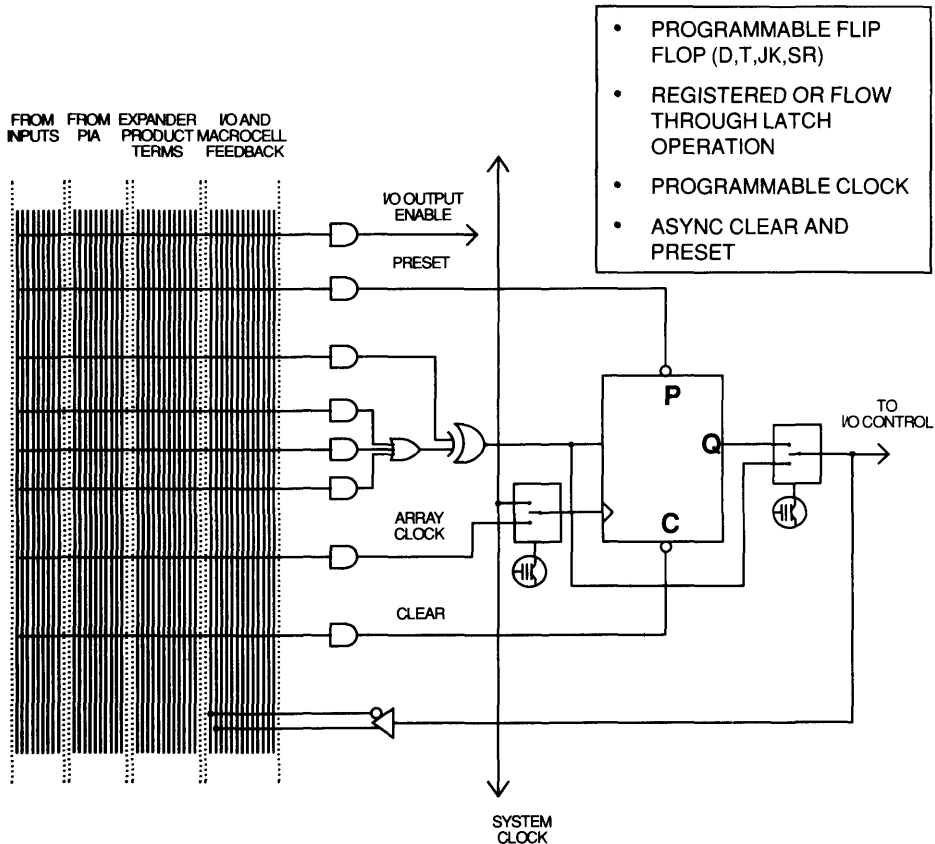 • PROGRAMMABLE FLIP
FLOP (D,T,JK,SR)
• REGISTERED OR FLOW
THROUGH LATCH
OPERATION
• PROGRAMMABLE CLOCK
• ASYNC CLEAR AND
PRESET
FROM
INPUTS
FROM
PIA
EXPANDER
PRODUCT
TERMS
I/O AND
MACROCELL
FEEDBACK
I/O OUTPUT
ENABLE
PRESET
P
Q
C
TO
I/O CONTROL
ARRAY
CLOCK
CLEAR
SYSTEM
CLOCK